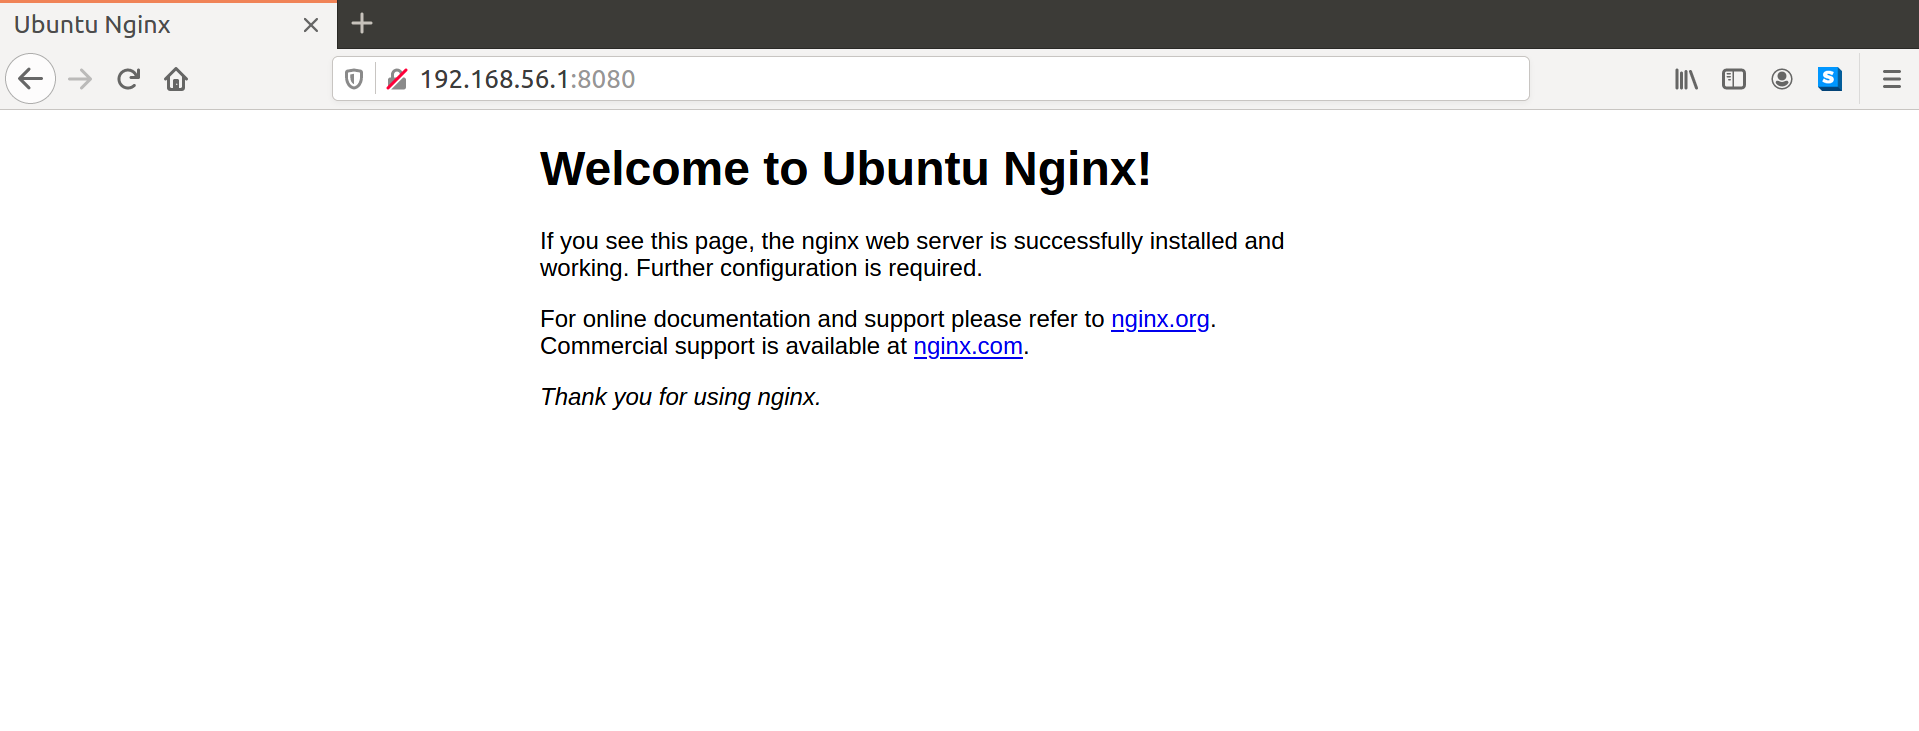 Ubuntu Nginx
192.168.56.1:8080
S
Welcome to Ubuntu Nginx!
If you see this page, the nginx web server is successfully installed and
working. Further configuration is required.
For online documentation and support please refer to nginx.org.
Commercial support is available at nginx.com.
Thank you for using nginx.